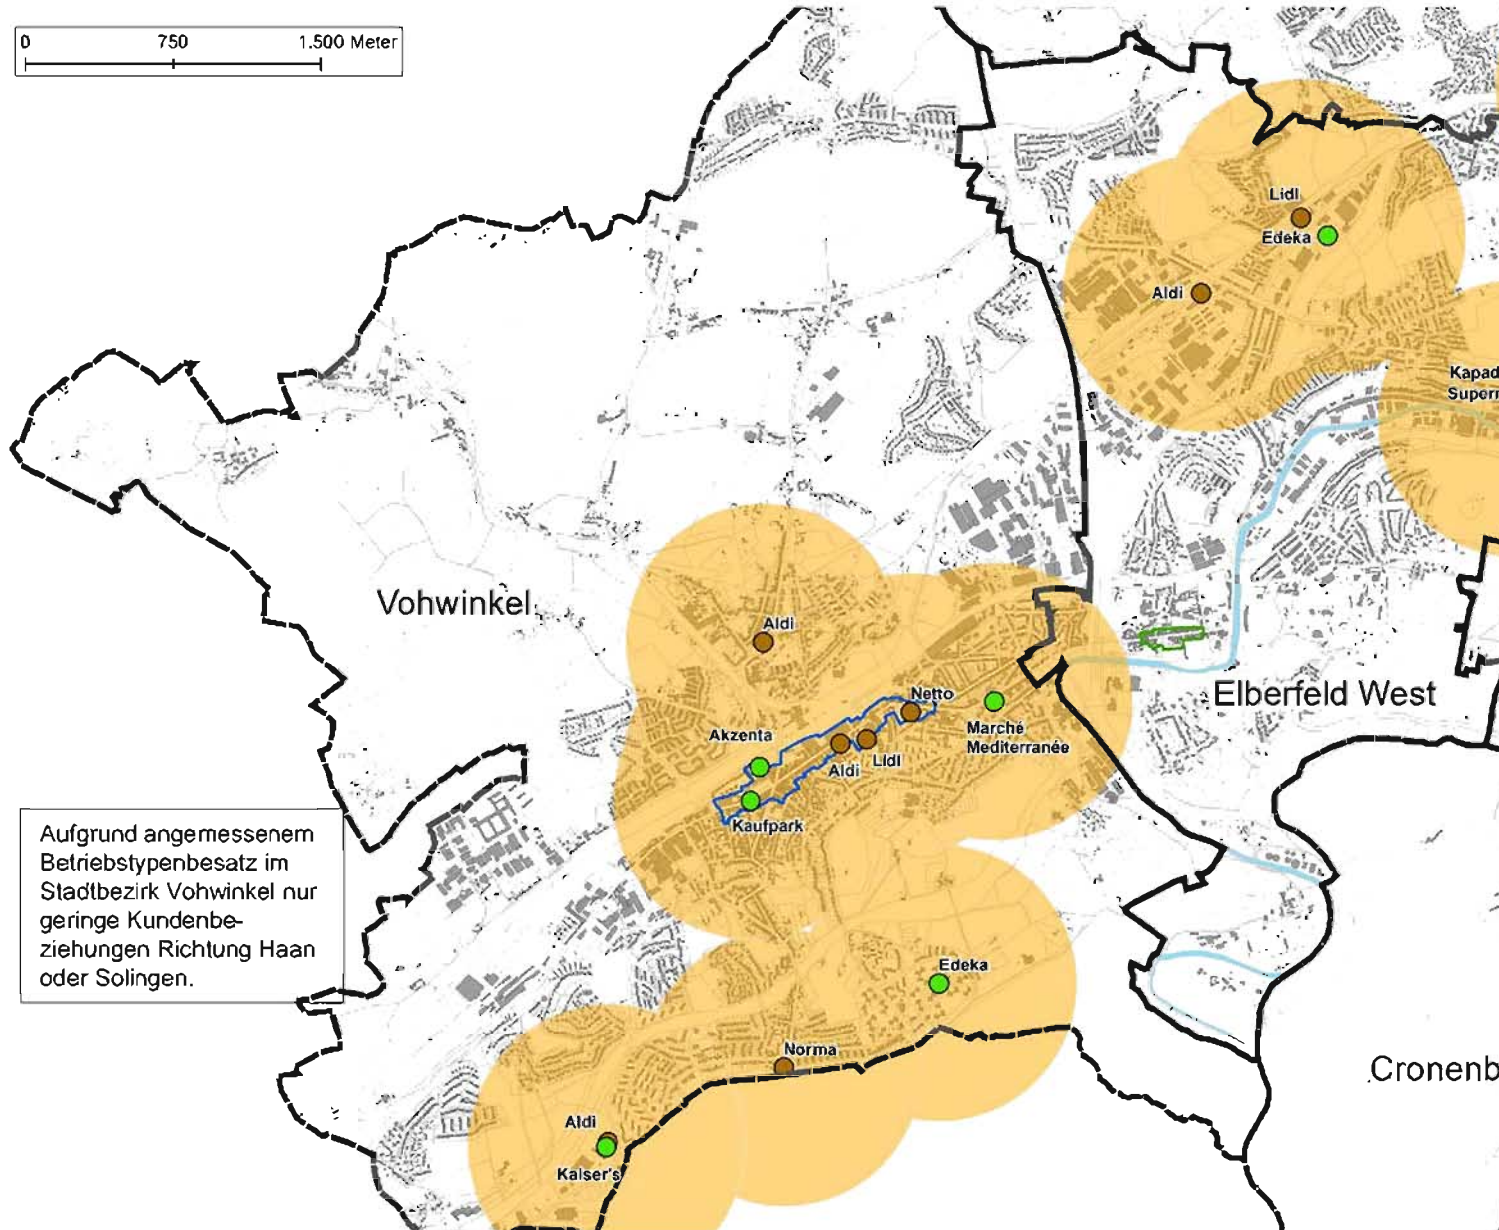 0 750 1.500 Meter
Lidl
Edeka
Aldi
Kapad
Superr
Vohwinkel
Aldi
Netto
Elberfeld West
Akzenta
Marché
Mediterranée
Aldi
Lidl
Kaufpark
Aufgrund angemessenem
Betriebstypenbesatz im
Stadtbezirk Vohwinkel nur
geringe Kundenbe-
ziehungen Richtung Haan
oder Solingen.
Edeka
Norma
Cronenb
Aldi
Kaiser's